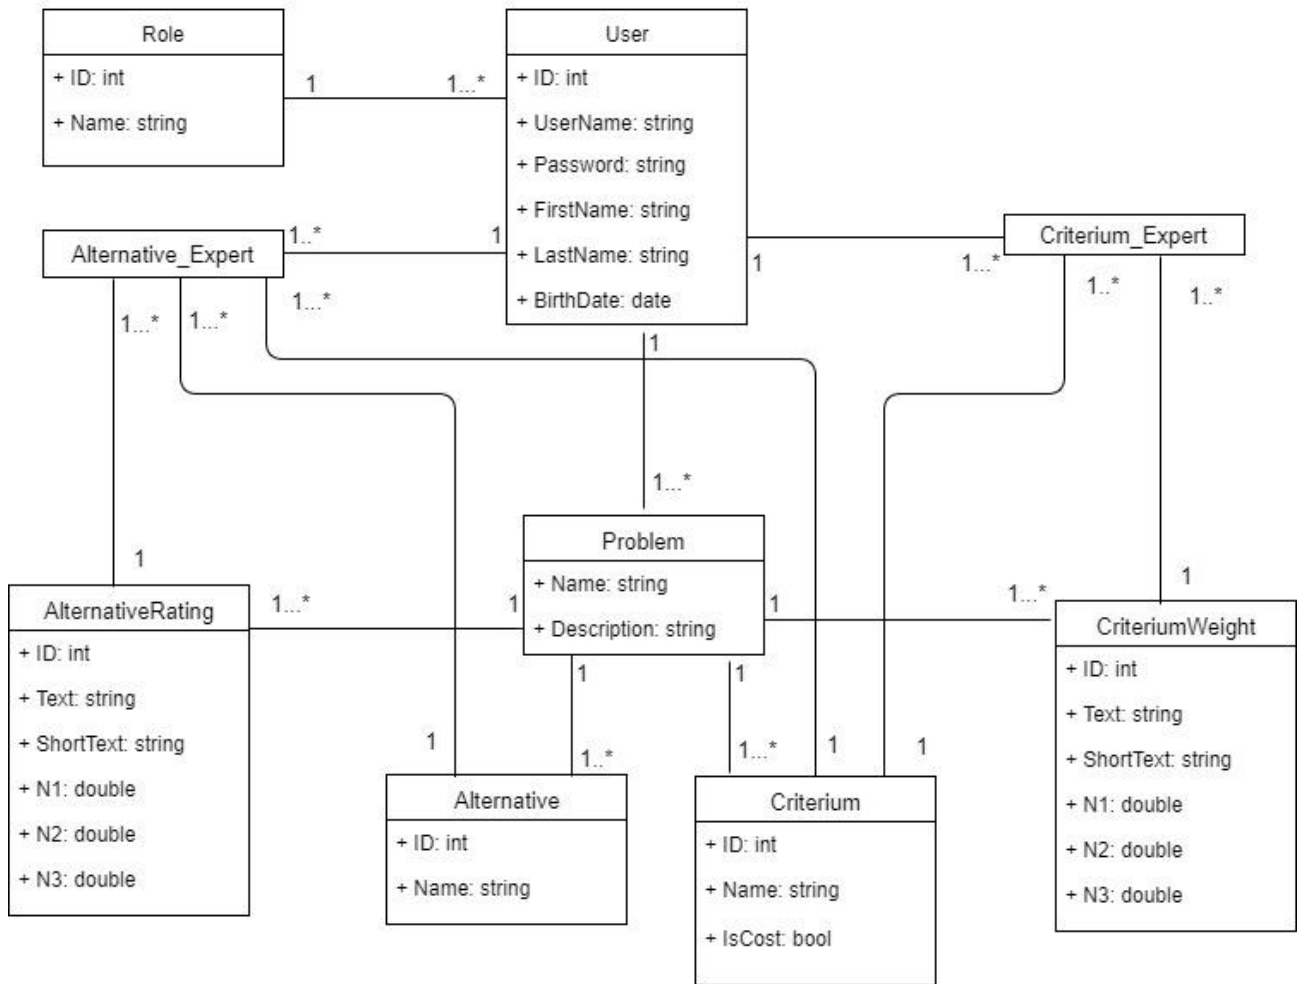 Role
+ ID: int
+ Name: string
1
1...*
User
+ ID: int
+ UserName: string
+ Password: string
+ FirstName: string
+ LastName: string
+ BirthDate: date
Alternative_Expert
1..*
1
1...*
1...*
1...*
Criterium_Expert
1
1...*
1..*
1..*
1
1...*
Problem
+ Name: string
+ Description: string
1
1...*
1
1
1...*
1
AlternativeRating
+ ID: int
+ Text: string
+ ShortText: string
+ N1: double
+ N2: double
+ N3: double
CriteriumWeight
+ ID: int
+ Text: string
+ ShortText: string
+ N1: double
+ N2: double
+ N3: double
1
1
1
1..*
1...*
1
1
Alternative
+ ID: int
+ Name: string
Criterium
+ ID: int
+ Name: string
+ IsCost: bool